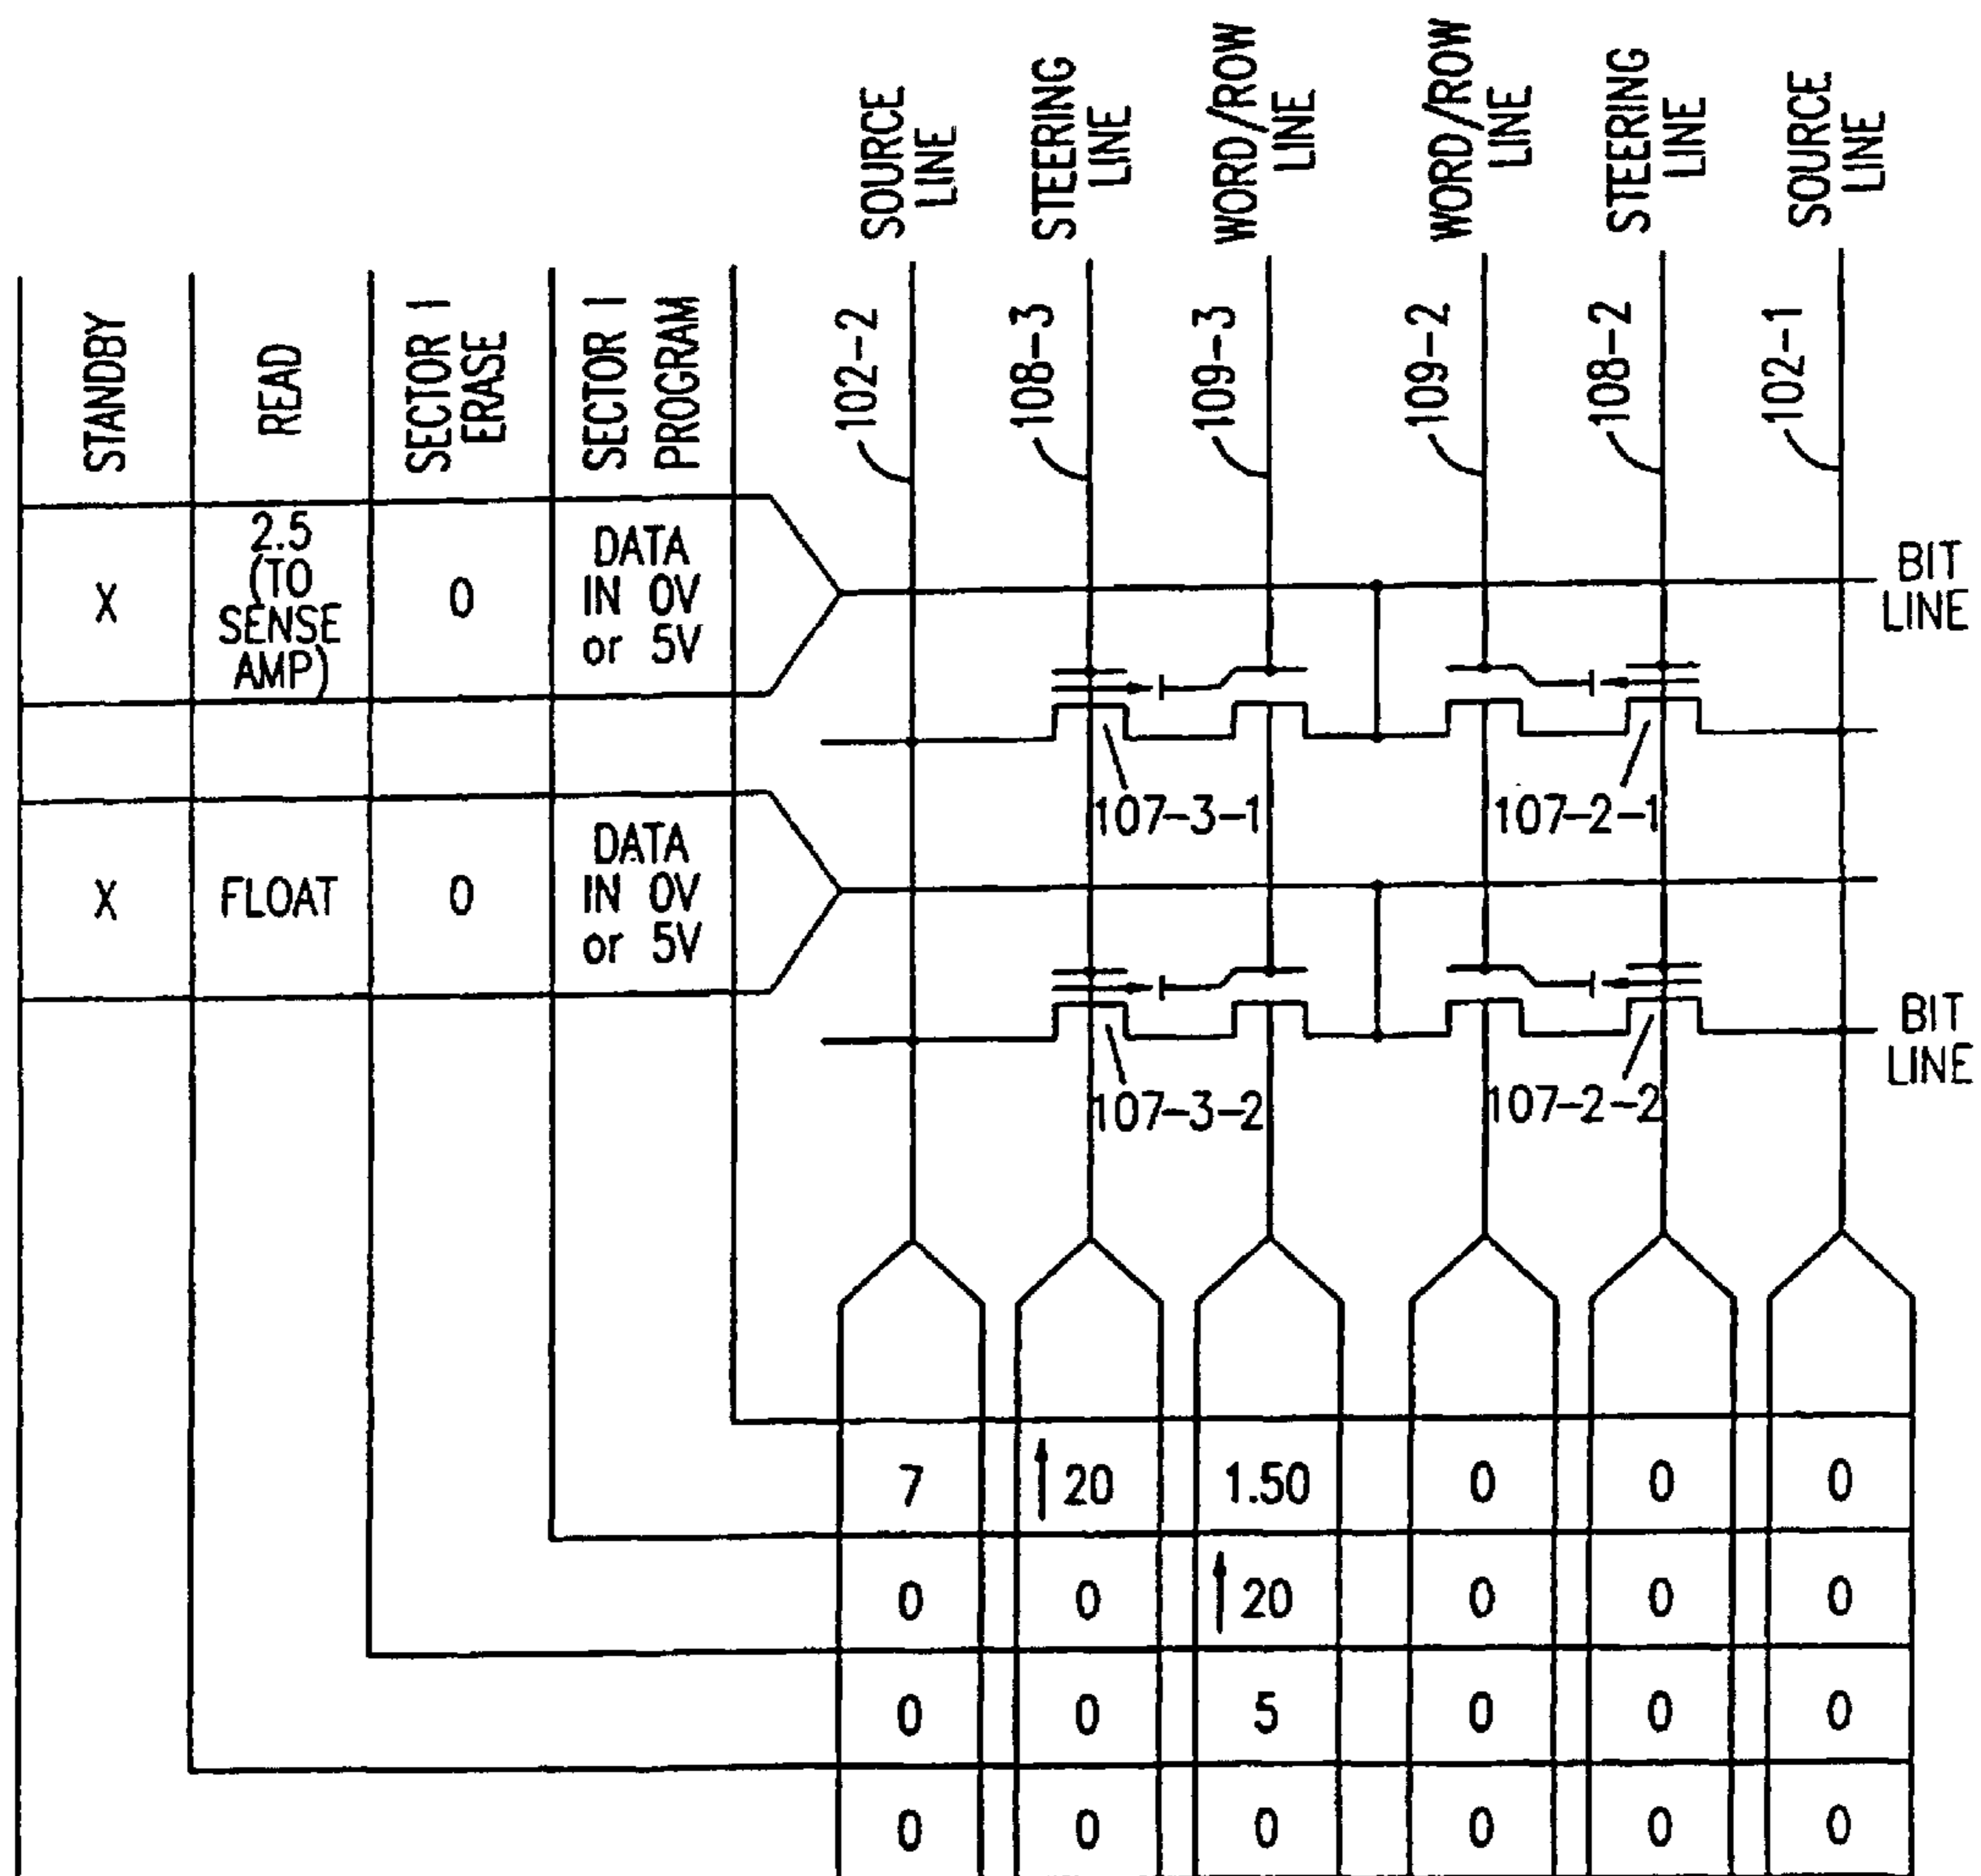 SOURCE
LINE
STEERING
LINE
WORD/ROW
LINE
WORD/ROW
LINE
STEERING
LINE
SOURCE
LINE
STANDBY
READ
SECTOR 1
ERASE
SECTOR 1
PROGRAM
102-2
108-3
109-3
109-2
108-2
102-1
X
2.5
(TO
SENSE
AMP)
0
DATA
IN 0V
or 5V
BIT
LINE
107-3-1
107-2-1
X
FLOAT
0
DATA
IN 0V
or 5V
BIT
LINE
107-3-2
107-2-2
7 ↑20 1.50 0 0 0
0 0 ↑20 0 0 0
0 0 5 0 0 0
0 0 0 0 0 0